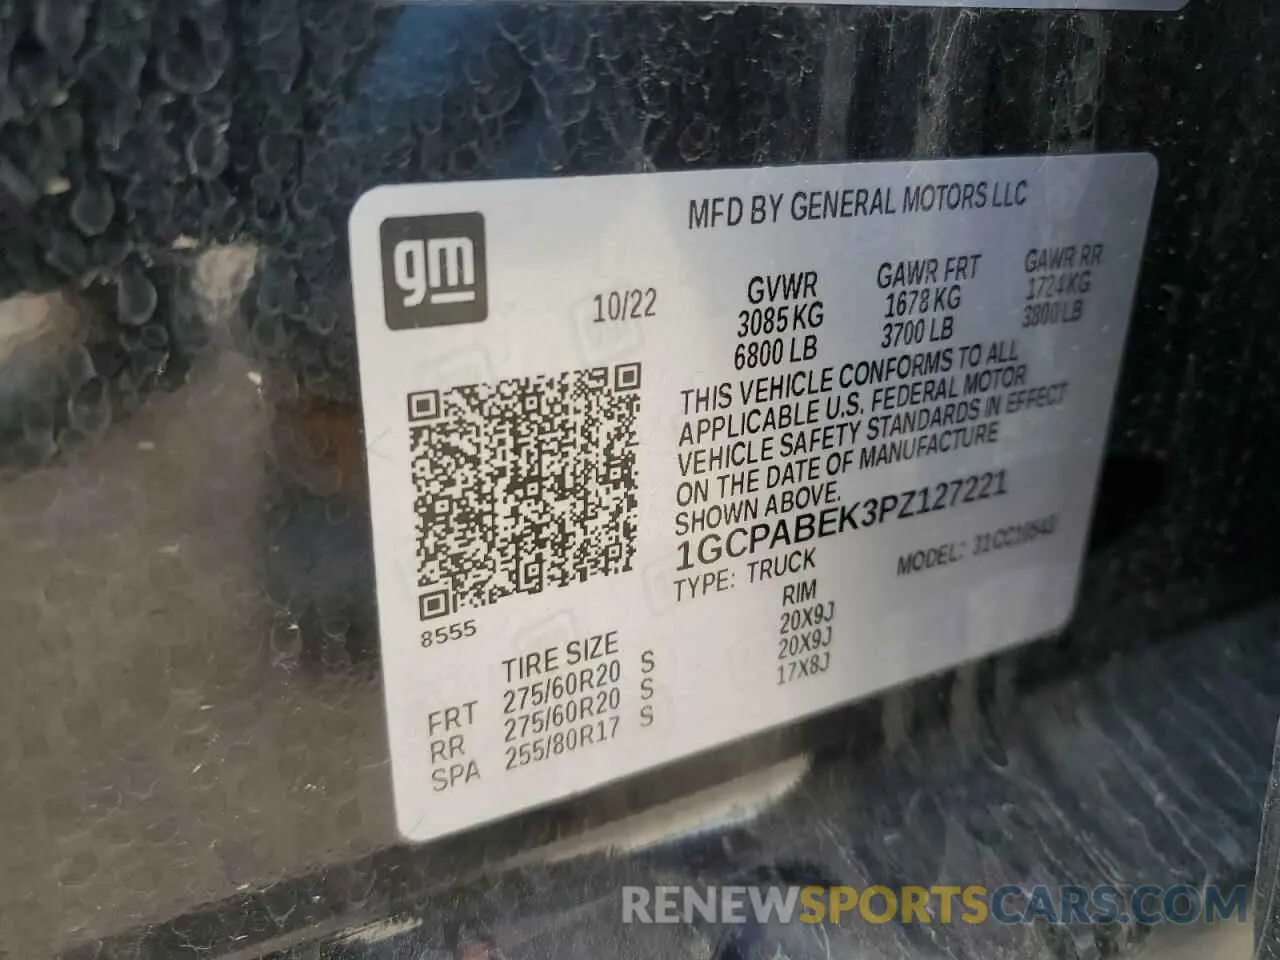 gm
MFD BY GENERAL MOTORS LLC
10/22
GVWR GAWR FRT GAWR RR
3085 KG 1678 KG 1724 KG
6800 LB 3700 LB 3800 LB
THIS VEHICLE CONFORMS TO ALL
APPLICABLE U.S. FEDERAL MOTOR
VEHICLE SAFETY STANDARDS IN EFFECT
ON THE DATE OF MANUFACTURE
SHOWN ABOVE.
1GCPABEK3PZ127221
TYPE: TRUCK MODEL: 31CC10543
8555
TIRE SIZE RIM
FRT 275/60R20 S 20X9J
RR 275/60R20 S 20X9J
SPA 255/80R17 S 17X8J
RENEWSPORTSCARS.COM